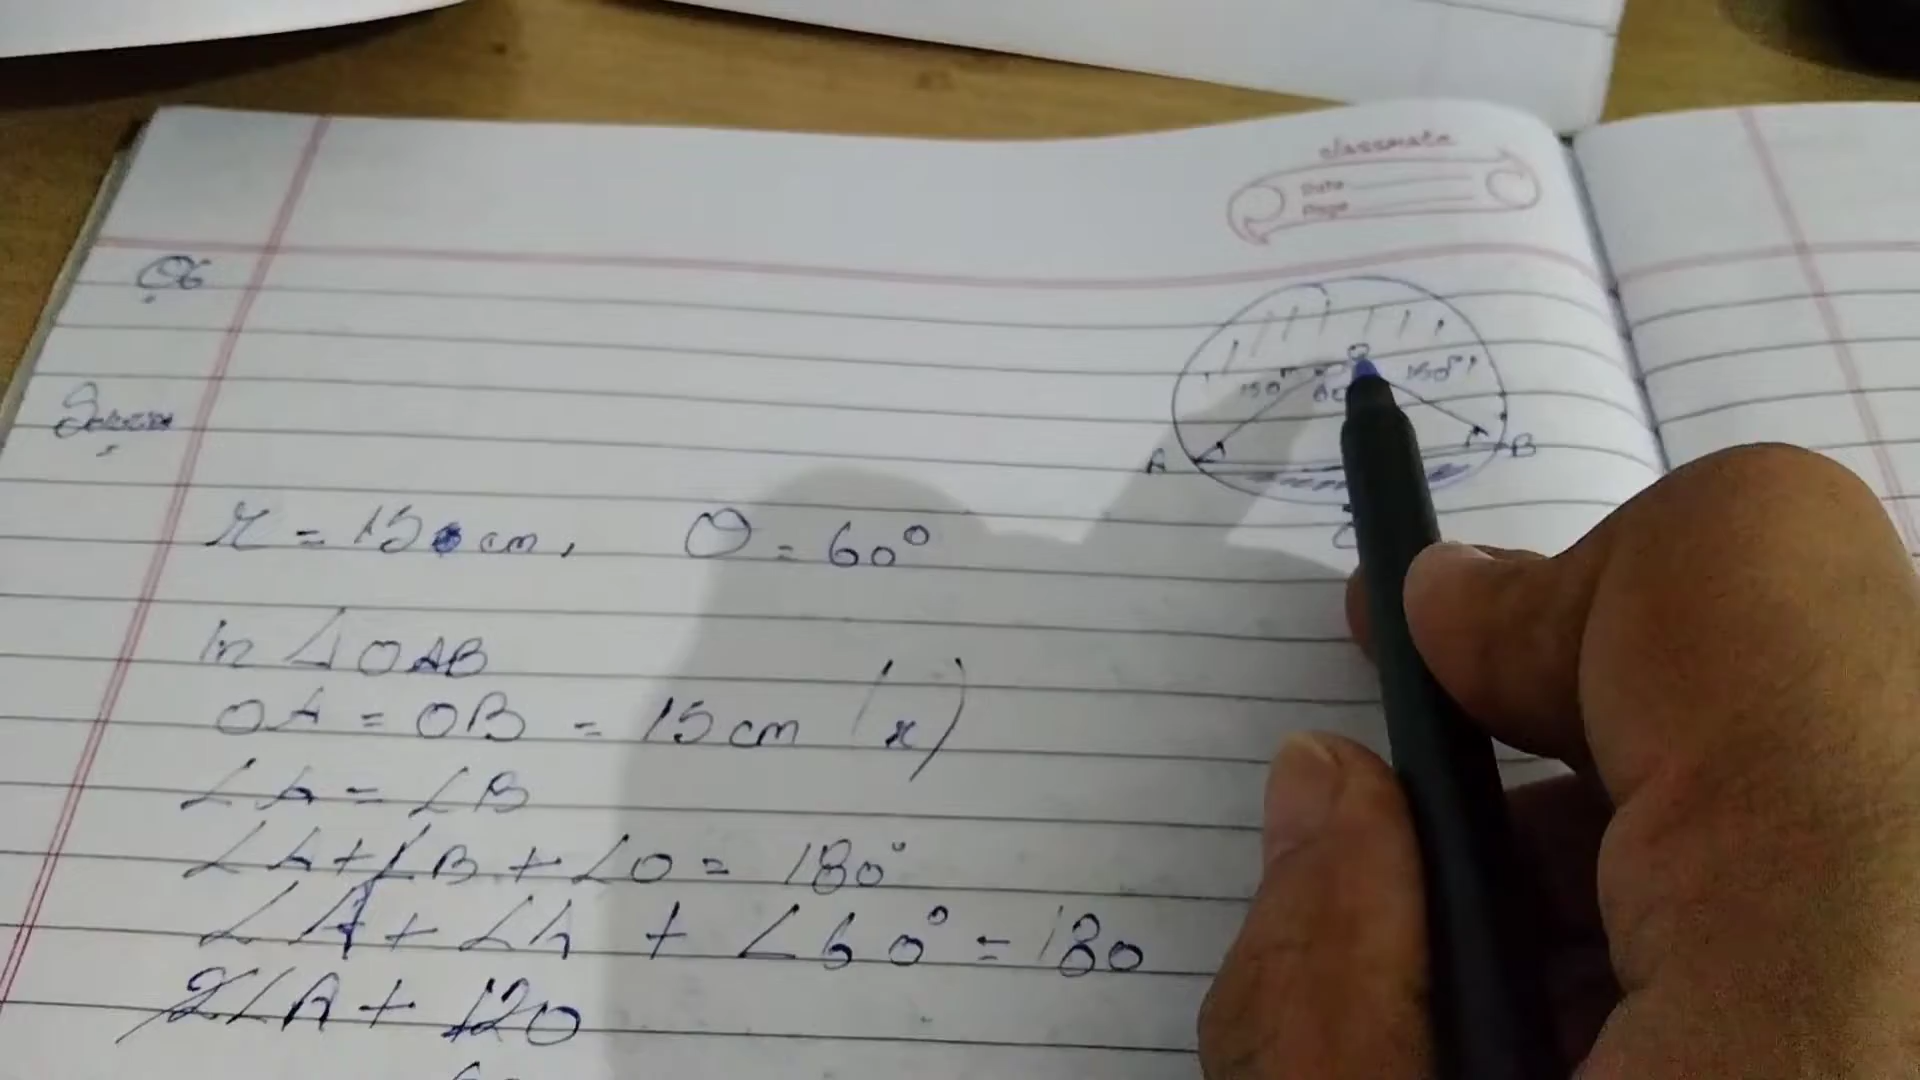 classmate
Date
Page
Q6
150° 60 150°
A B
r = 15 cm, θ = 60°
In △OAB
OA = OB = 15 cm (r)
∠A = ∠B
∠A + ∠B + ∠O = 180°
∠A + ∠A + ∠60° = 180
2∠A + 120